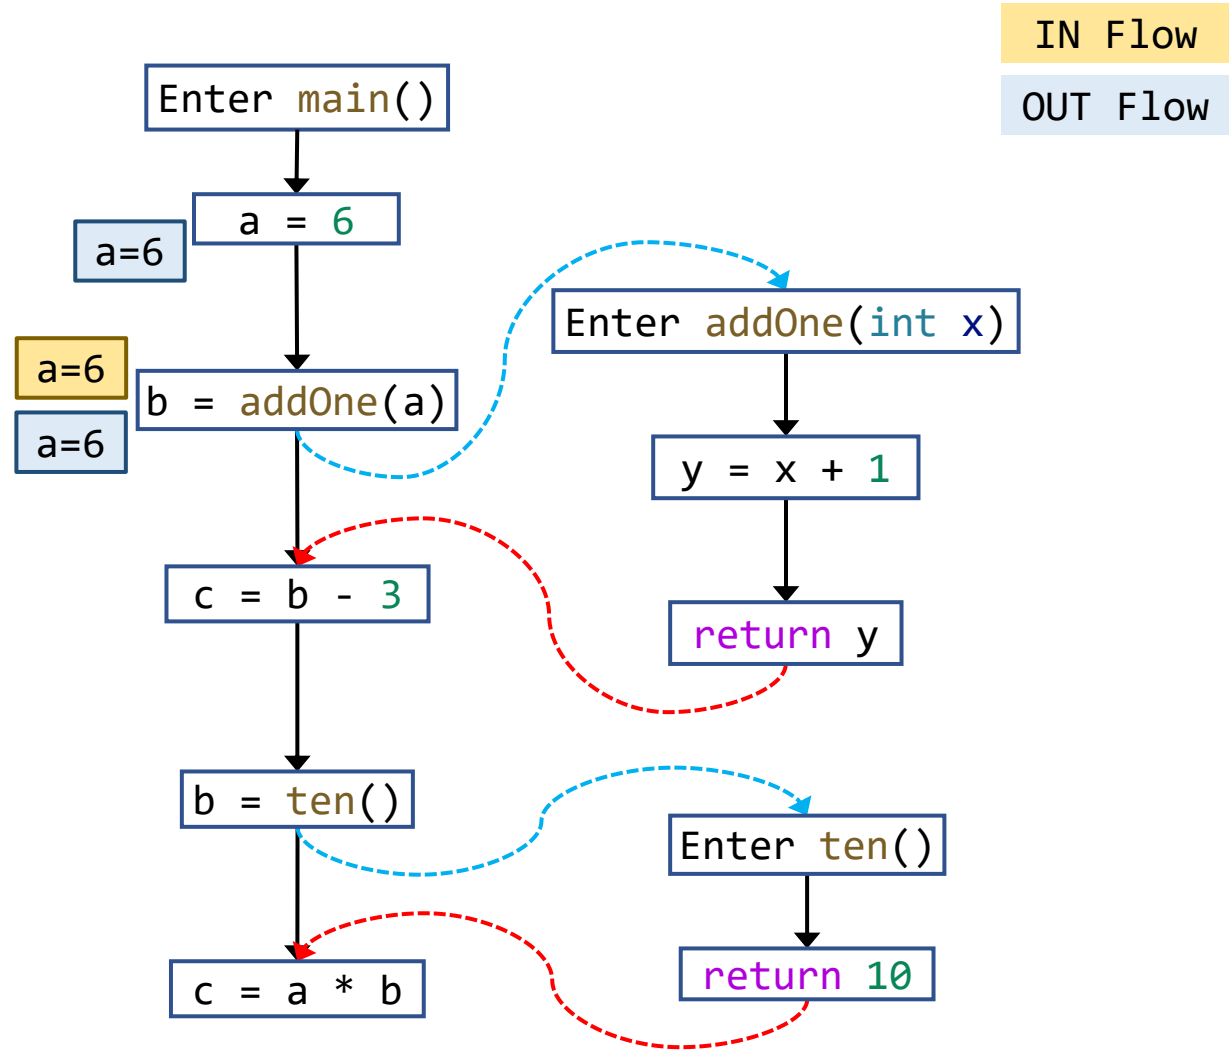 IN Flow
OUT Flow
Enter main()
a = 6
a=6
Enter addOne(int x)
a=6
b = addOne(a)
a=6
y = x + 1
c = b - 3
return y
b = ten()
Enter ten()
return 10
c = a * b